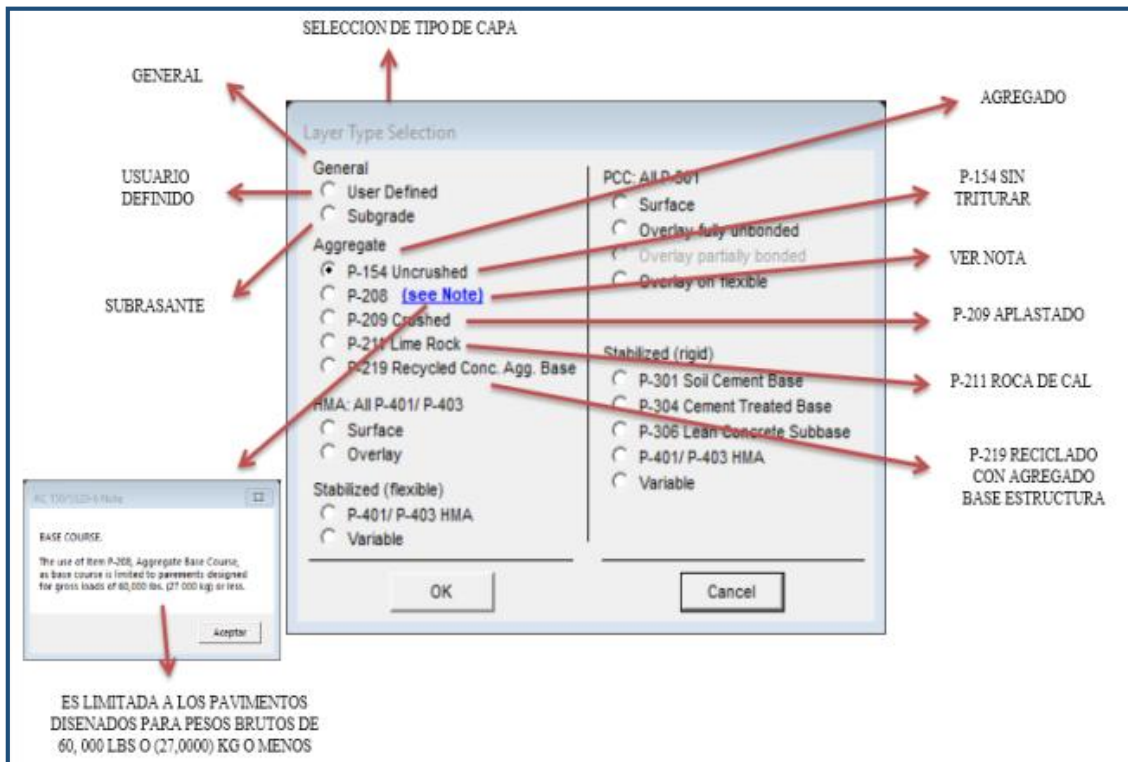 SELECCION DE TIPO DE CAPA
GENERAL
AGREGADO
USUARIO
DEFINIDO
P-154 SIN
TRITURAR
VER NOTA
SUBRASANTE
P-209 APLASTADO
P-211 ROCA DE CAL
P-219 RECICLADO
CON AGREGADO
BASE ESTRUCTURA
Layer Type Selection
General
User Defined
Subgrade
Aggregate
P-154 Uncrushed
P-208 (see Note)
P-209 Crushed
P-211 Lime Rock
P-219 Recycled Conc. Agg. Base
HMA: All P-401/ P-403
Surface
Overlay
Stabilized (flexible)
P-401/ P-403 HMA
Variable
PCC: All P-501
Surface
Overlay fully unbonded
Overlay partially bonded
Overlay on flexible
Stabilized (rigid)
P-301 Soil Cement Base
P-304 Cement Treated Base
P-306 Lean Concrete Subbase
P-401/ P-403 HMA
Variable
OK
Cancel
AC 150/5320-6 Note
BASE COURSE.
The use of Item P-208, Aggregate Base Course,
as base course is limited to pavements designed
for gross loads of 60,000 lbs. (27 000 kg) or less.
Aceptar
ES LIMITADA A LOS PAVIMENTOS
DISENADOS PARA PESOS BRUTOS DE
60, 000 LBS O (27,0000) KG O MENOS